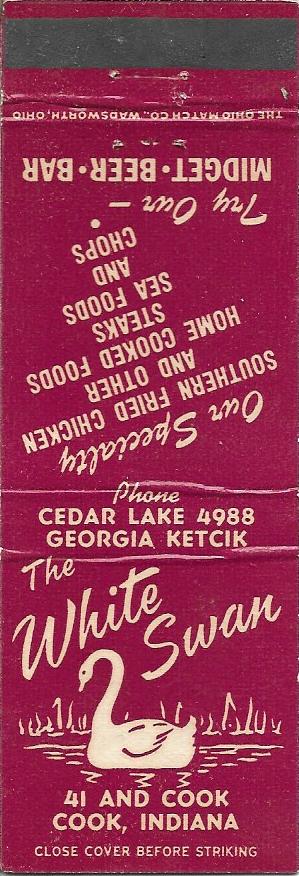 The
White
Swan
41 AND COOK
COOK, INDIANA
CLOSE COVER BEFORE STRIKING
Phone
CEDAR LAKE 4988
GEORGIA KETCIK
Our Specialty
SOUTHERN FRIED CHICKEN
AND OTHER
HOME COOKED FOODS
STEAKS
SEA FOODS
AND
CHOPS
•
Try Our —
MIDGET•BEER•BAR
THE OHIO MATCH CO., WADSWORTH, OHIO